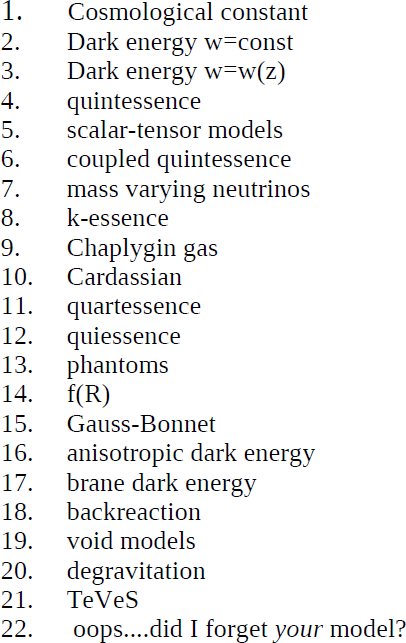 1. Cosmological constant
2. Dark energy w=const
3. Dark energy w=w(z)
4. quintessence
5. scalar-tensor models
6. coupled quintessence
7. mass varying neutrinos
8. k-essence
9. Chaplygin gas
10. Cardassian
11. quartessence
12. quiessence
13. phantoms
14. f(R)
15. Gauss-Bonnet
16. anisotropic dark energy
17. brane dark energy
18. backreaction
19. void models
20. degravitation
21. TeVeS
22. oops....did I forget your model?